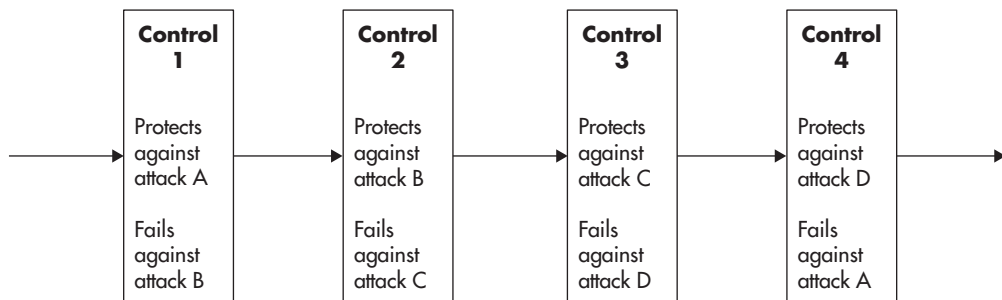 Control
1
Protects
against
attack A
Fails
against
attack B
Control
2
Protects
against
attack B
Fails
against
attack C
Control
3
Protects
against
attack C
Fails
against
attack D
Control
4
Protects
against
attack D
Fails
against
attack A